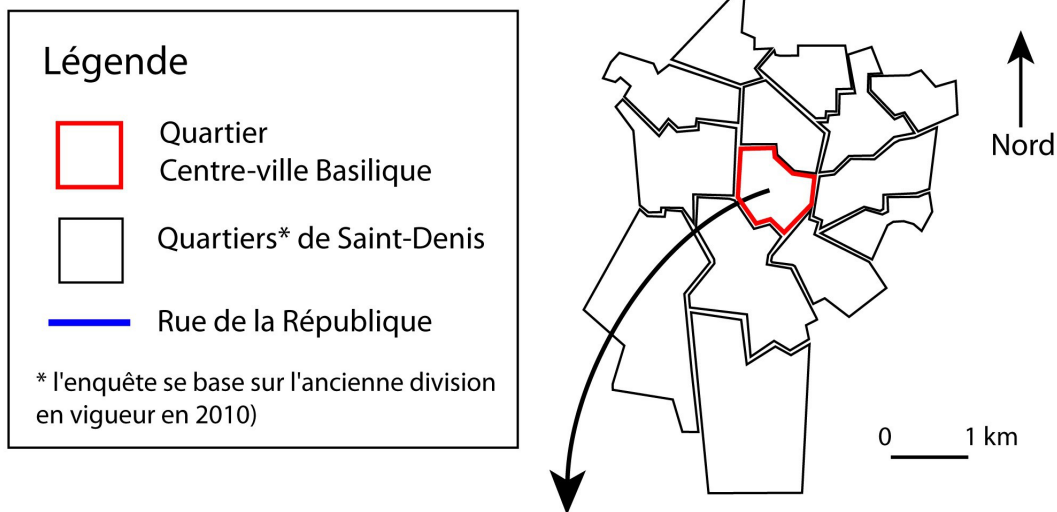 Légende
Quartier
Centre-ville Basilique
Quartiers* de Saint-Denis
Rue de la République
* l'enquête se base sur l'ancienne division
en vigueur en 2010)
Nord
0 1 km